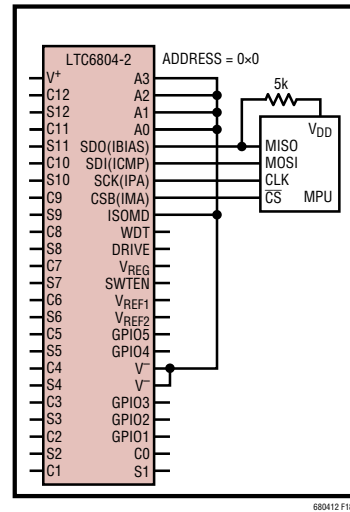 LTC6804-2
ADDRESS = 0×0
V+
C12
S12
C11
S11
C10
S10
C9
S9
C8
S8
C7
S7
C6
S6
C5
S5
C4
S4
C3
S3
C2
S2
C1
A3
A2
A1
A0
SDO(IBIAS)
SDI(ICMP)
SCK(IPA)
CSB(IMA)
ISOMD
WDT
DRIVE
VREG
SWTEN
VREF1
VREF2
GPIO5
GPIO4
V–
V–
GPIO3
GPIO2
GPIO1
C0
S1
5k
VDD
MISO
MOSI
CLK
CS MPU
680412 F18